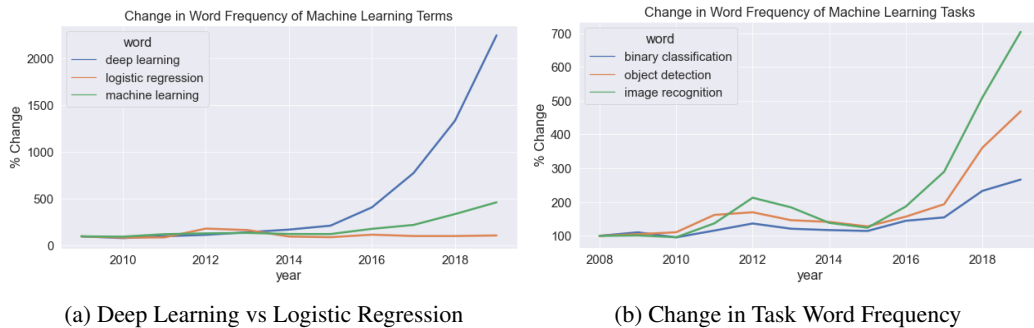 Change in Word Frequency of Machine Learning Terms
word
deep learning
logistic regression
machine learning
% Change
2000
1500
1000
500
0
2010
2012
2014
2016
2018
year
(a) Deep Learning vs Logistic Regression
Change in Word Frequency of Machine Learning Tasks
word
binary classification
object detection
image recognition
% Change
700
600
500
400
300
200
100
2008
2010
2012
2014
2016
2018
year
(b) Change in Task Word Frequency